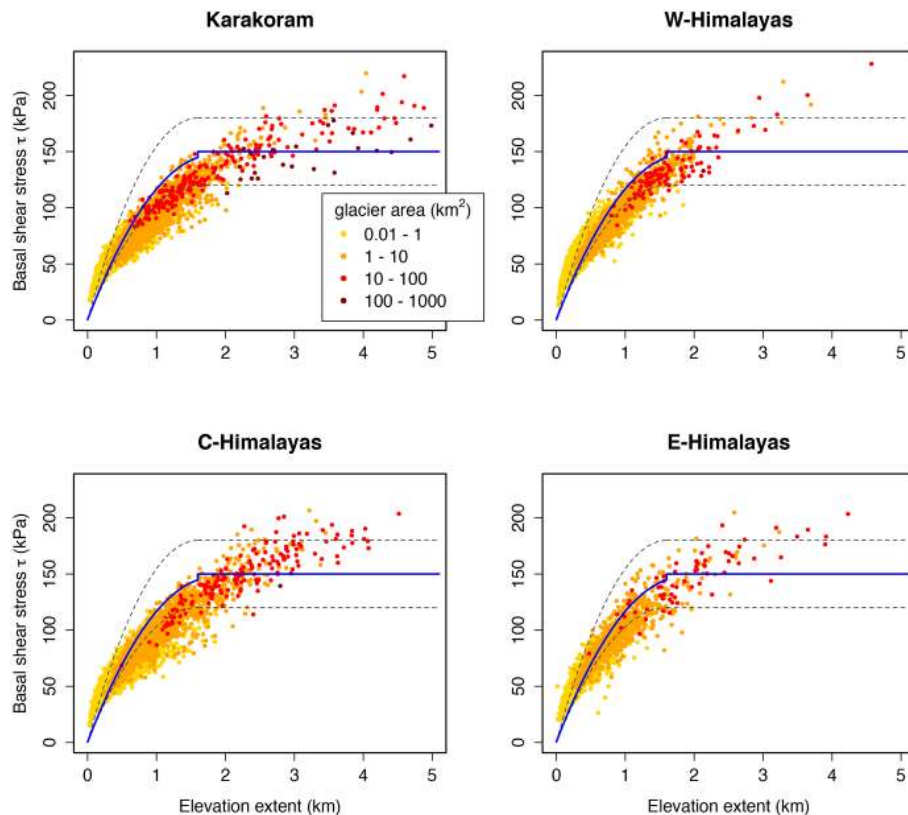 Karakoram
W-Himalayas
Basal shear stress τ (kPa)
0 50 100 150 200
0 50 100 150 200
glacier area (km²)
0.01 - 1
1 - 10
10 - 100
100 - 1000
0 1 2 3 4 5
0 1 2 3 4 5
C-Himalayas
E-Himalayas
Basal shear stress τ (kPa)
0 50 100 150 200
0 50 100 150 200
0 1 2 3 4 5
0 1 2 3 4 5
Elevation extent (km)
Elevation extent (km)